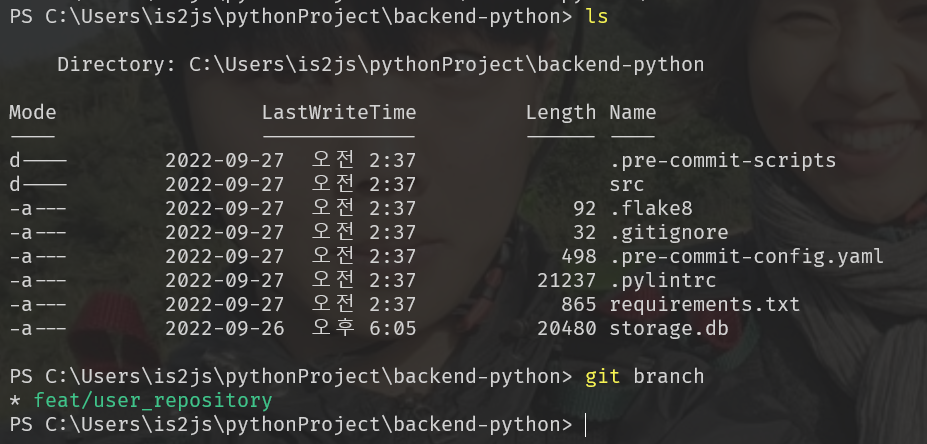 PS C:\Users\is2js\pythonProject\backend-python> ls
Directory: C:\Users\is2js\pythonProject\backend-python
Mode LastWriteTime Length Name
---- ------------- ------ ----
d---- 2022-09-27 오전 2:37 .pre-commit-scripts
d---- 2022-09-27 오전 2:37 src
-a--- 2022-09-27 오전 2:37 92 .flake8
-a--- 2022-09-27 오전 2:37 32 .gitignore
-a--- 2022-09-27 오전 2:37 498 .pre-commit-config.yaml
-a--- 2022-09-27 오전 2:37 21237 .pylintrc
-a--- 2022-09-27 오전 2:37 865 requirements.txt
-a--- 2022-09-26 오후 6:05 20480 storage.db
PS C:\Users\is2js\pythonProject\backend-python> git branch
* feat/user_repository
PS C:\Users\is2js\pythonProject\backend-python>